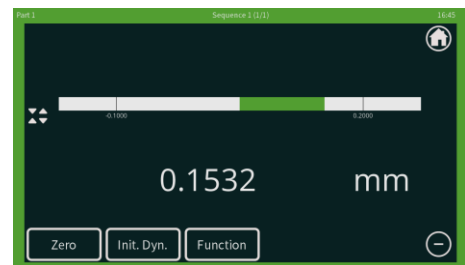 Part 1 Sequence 1 (1/1) 16:45
-0.1000 0.2000
0.1532 mm
Zero Init. Dyn. Function